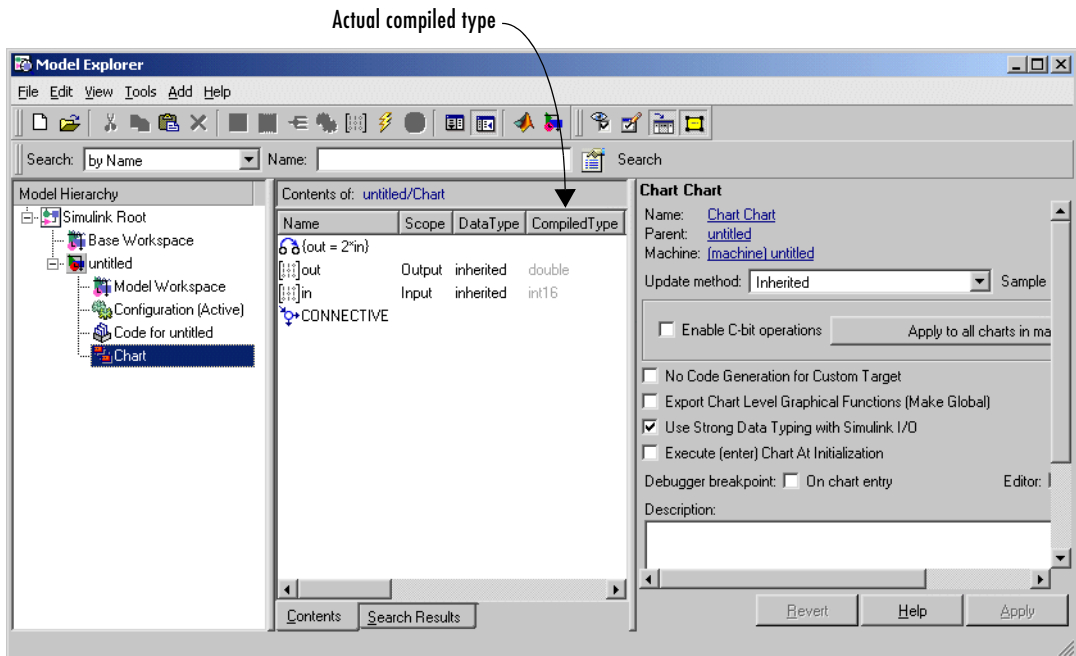 Actual compiled type
Model Explorer
File Edit View Tools Add Help
Search: by Name Name: Search
Model Hierarchy
Simulink Root
Base Workspace
untitled
Model Workspace
Configuration (Active)
Code for untitled
Chart
Contents of: untitled/Chart
Name Scope DataType CompiledType
{out = 2*in}
out Output inherited double
in Input inherited int16
CONNECTIVE
Contents Search Results
Chart Chart
Name: Chart Chart
Parent: untitled
Machine: (machine) untitled
Update method: Inherited Sample
Enable C-bit operations Apply to all charts in ma
No Code Generation for Custom Target
Export Chart Level Graphical Functions (Make Global)
Use Strong Data Typing with Simulink I/O
Execute (enter) Chart At Initialization
Debugger breakpoint: On chart entry Editor:
Description:
Revert Help Apply